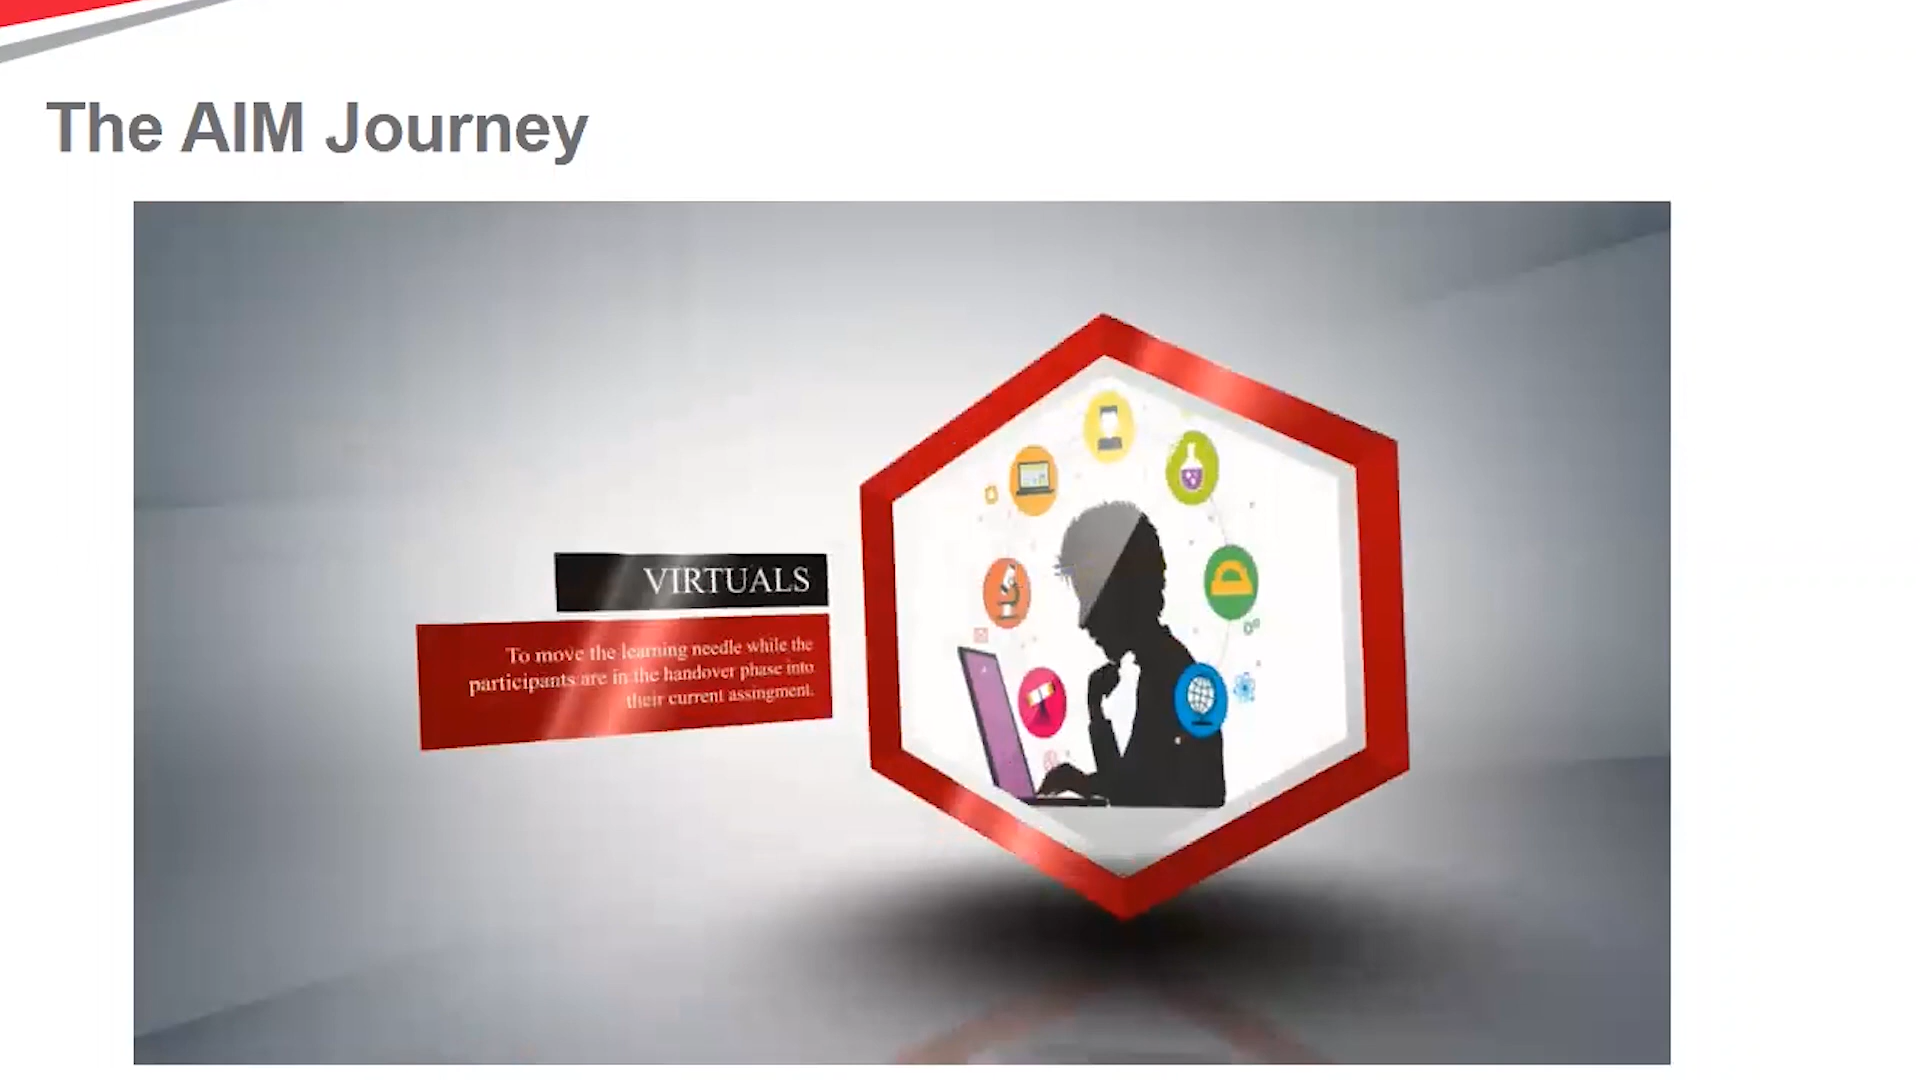 The AIM Journey
VIRTUALS
To move the learning needle while the
participants are in the handover phase into
their current assingment.